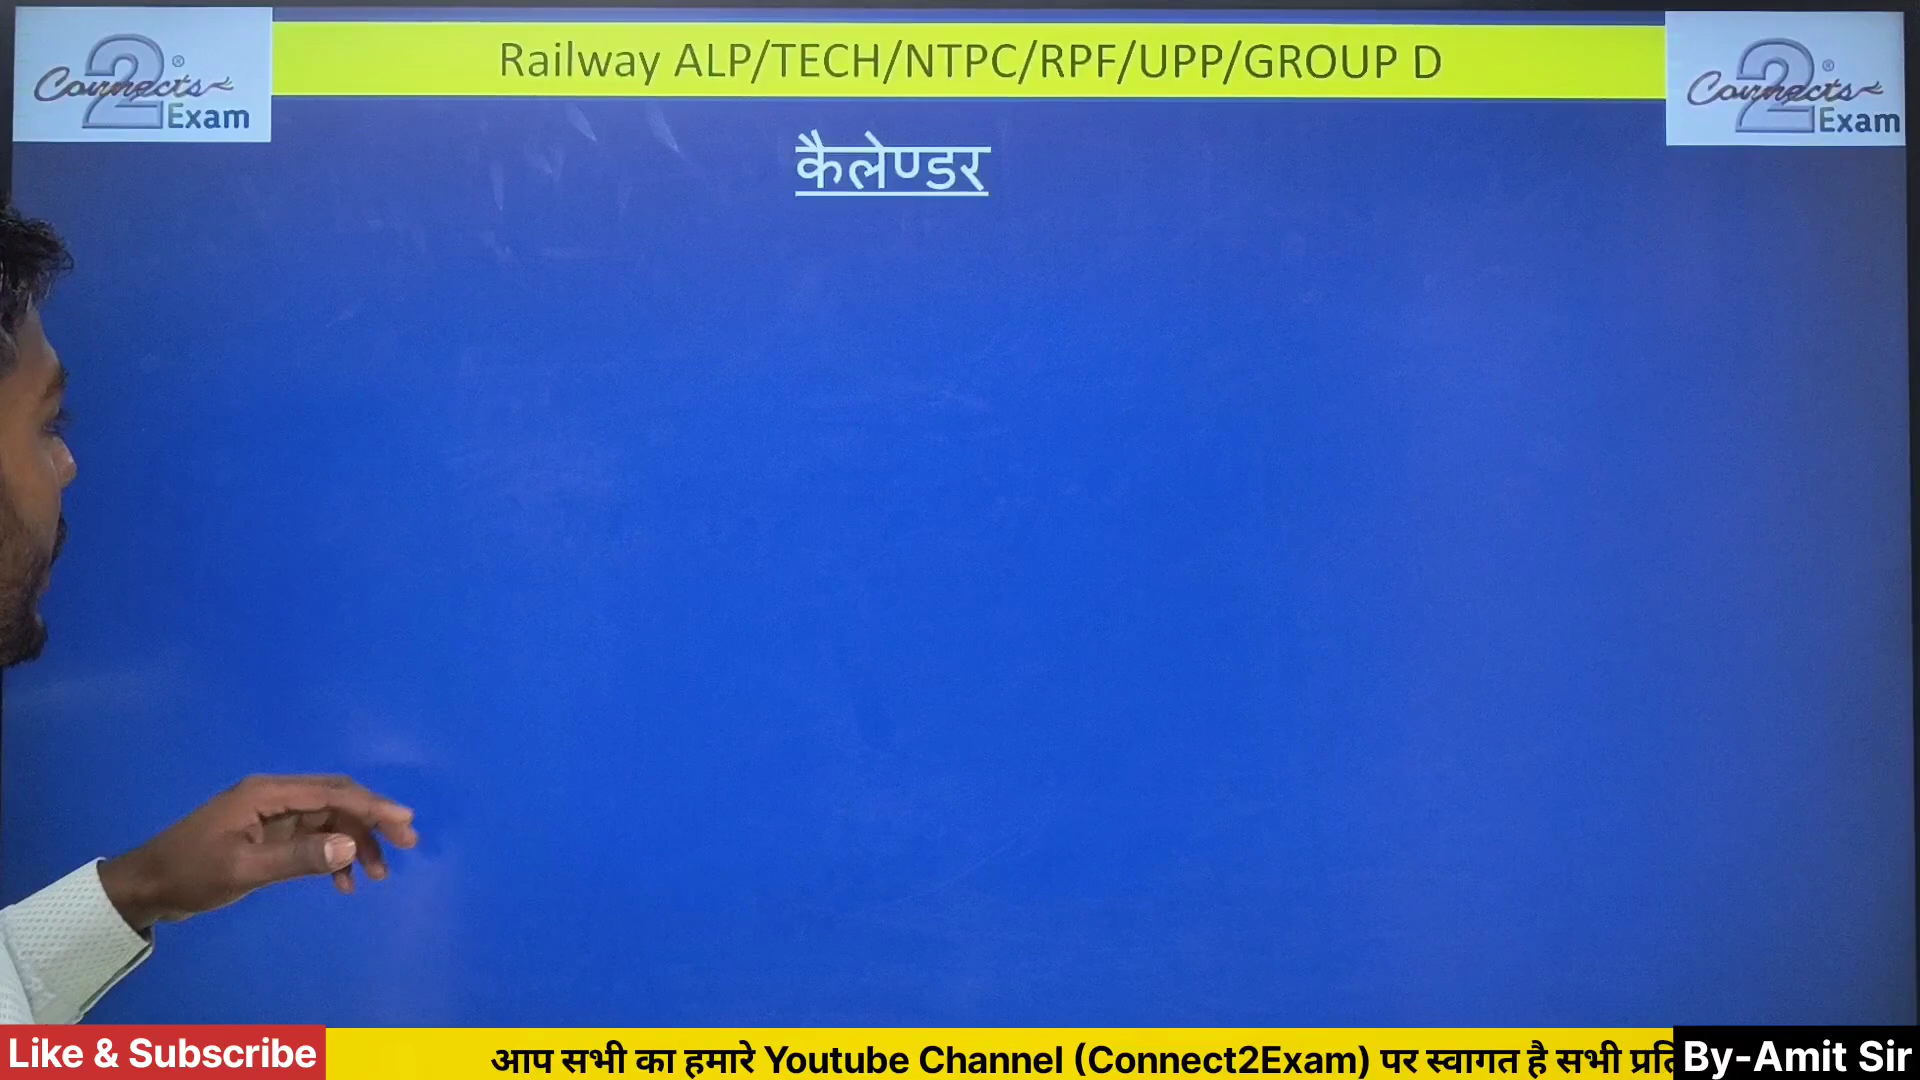 Connects 2 ® Exam
Railway ALP/TECH/NTPC/RPF/UPP/GROUP D
Connects 2 ® Exam
कैलेण्डर
Like & Subscribe
आप सभी का हमारे Youtube Channel (Connect2Exam) पर स्वागत है सभी
By-Amit Sir